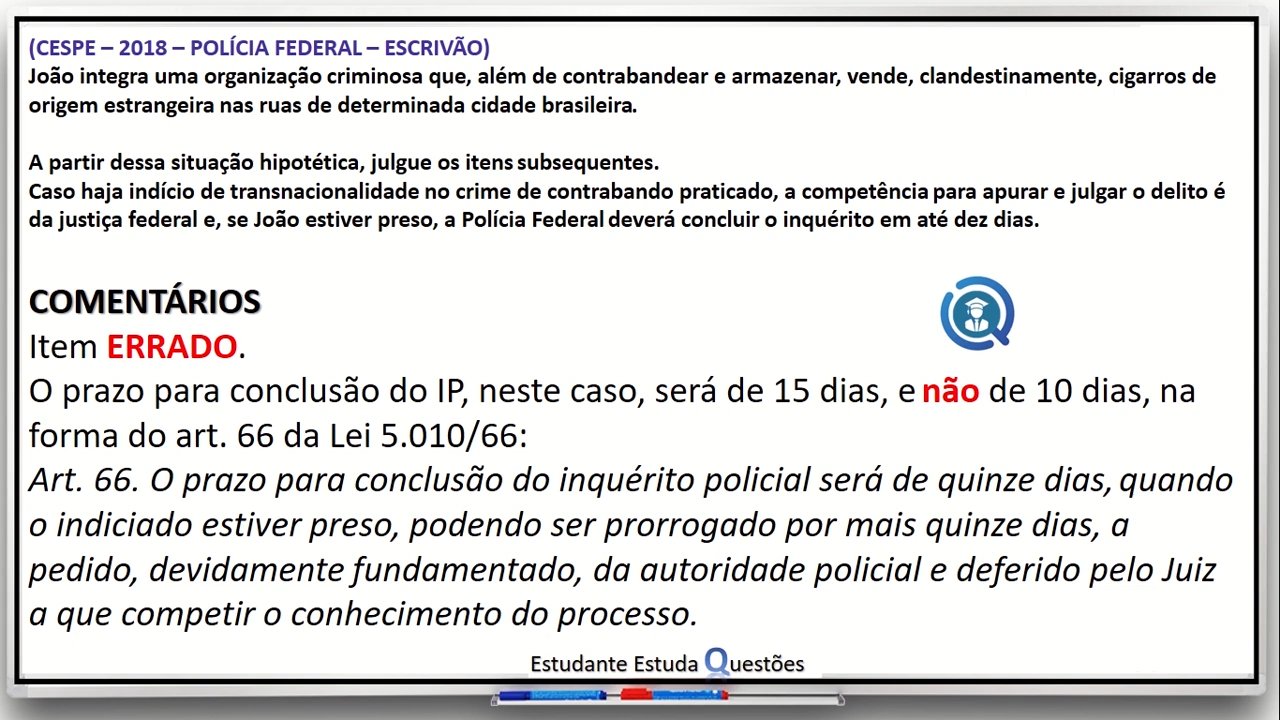 (CESPE – 2018 – POLÍCIA FEDERAL – ESCRIVÃO)
João integra uma organização criminosa que, além de contrabandear e armazenar, vende, clandestinamente, cigarros de
origem estrangeira nas ruas de determinada cidade brasileira.
A partir dessa situação hipotética, julgue os itens subsequentes.
Caso haja indício de transnacionalidade no crime de contrabando praticado, a competência para apurar e julgar o delito é
da justiça federal e, se João estiver preso, a Polícia Federal deverá concluir o inquérito em até dez dias.
COMENTÁRIOS
Item ERRADO.
O prazo para conclusão do IP, neste caso, será de 15 dias, e não de 10 dias, na
forma do art. 66 da Lei 5.010/66:
Art. 66. O prazo para conclusão do inquérito policial será de quinze dias, quando
o indiciado estiver preso, podendo ser prorrogado por mais quinze dias, a
pedido, devidamente fundamentado, da autoridade policial e deferido pelo Juiz
a que competir o conhecimento do processo.
Estudante Estuda Questões